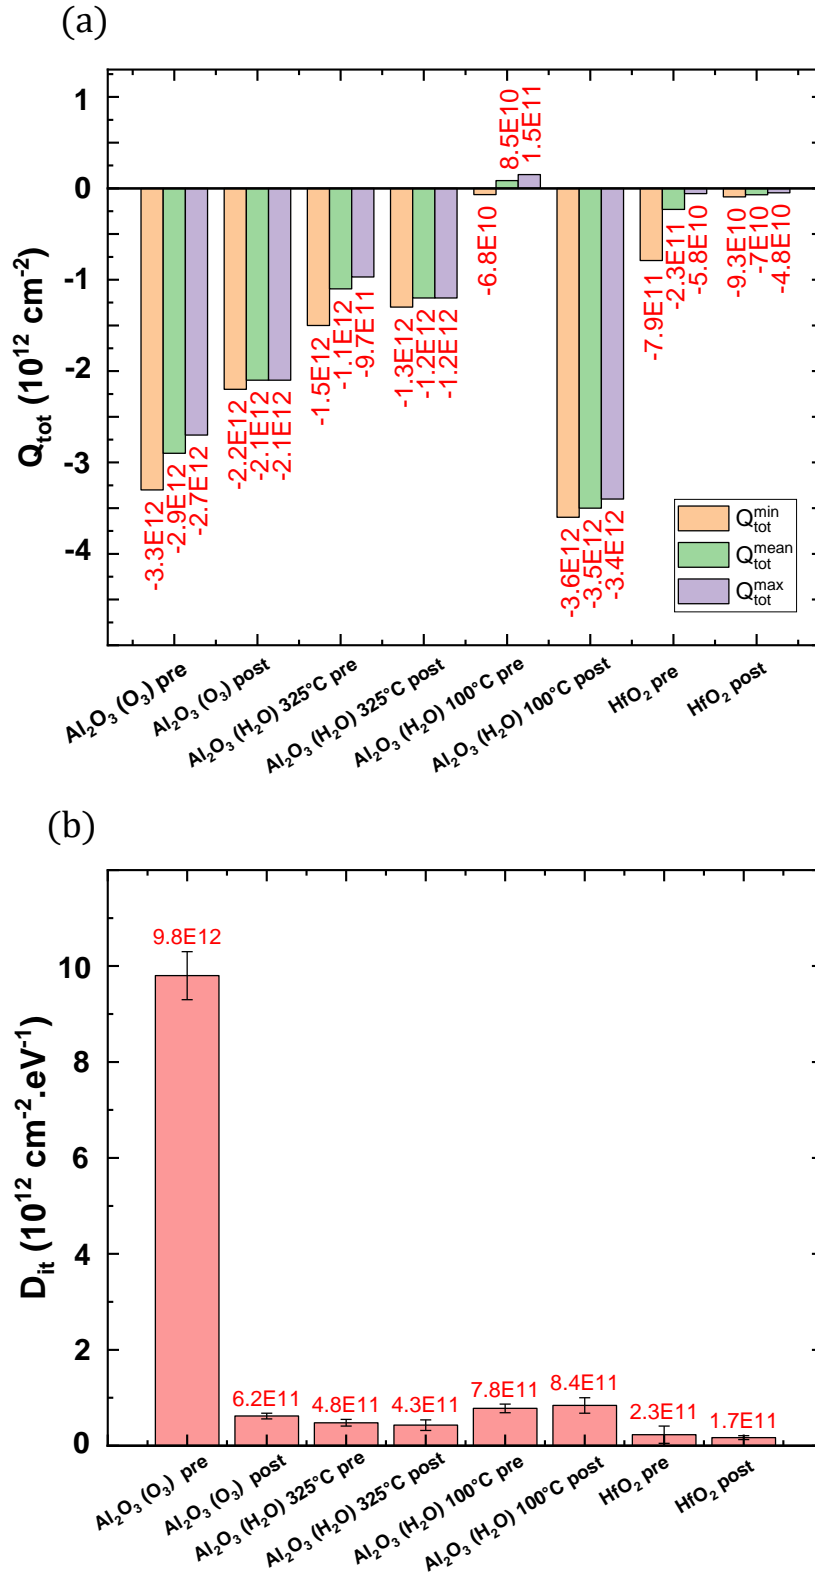 (a)
1
0
-1
-2
-3
-4
Q_tot (10^12 cm^-2)
-3.3E12
-2.9E12
-2.7E12
-2.2E12
-2.1E12
-2.1E12
-1.5E12
-1.1E12
-9.7E11
-1.3E12
-1.2E12
-1.2E12
-6.8E10
8.5E10
1.5E11
-3.6E12
-3.5E12
-3.4E12
-7.9E11
-2.3E11
-5.8E10
-9.3E10
-7E10
-4.8E10
Q_tot^min
Q_tot^mean
Q_tot^max
Al₂O₃ (O₃) pre
Al₂O₃ (O₃) post
Al₂O₃ (H₂O) 325°C pre
Al₂O₃ (H₂O) 325°C post
Al₂O₃ (H₂O) 100°C pre
Al₂O₃ (H₂O) 100°C post
HfO₂ pre
HfO₂ post
(b)
10
8
6
4
2
0
D_it (10^12 cm^-2.eV^-1)
9.8E12
6.2E11
4.8E11
4.3E11
7.8E11
8.4E11
2.3E11
1.7E11
Al₂O₃ (O₃) pre
Al₂O₃ (O₃) post
Al₂O₃ (H₂O) 325°C pre
Al₂O₃ (H₂O) 325°C post
Al₂O₃ (H₂O) 100°C pre
Al₂O₃ (H₂O) 100°C post
HfO₂ pre
HfO₂ post